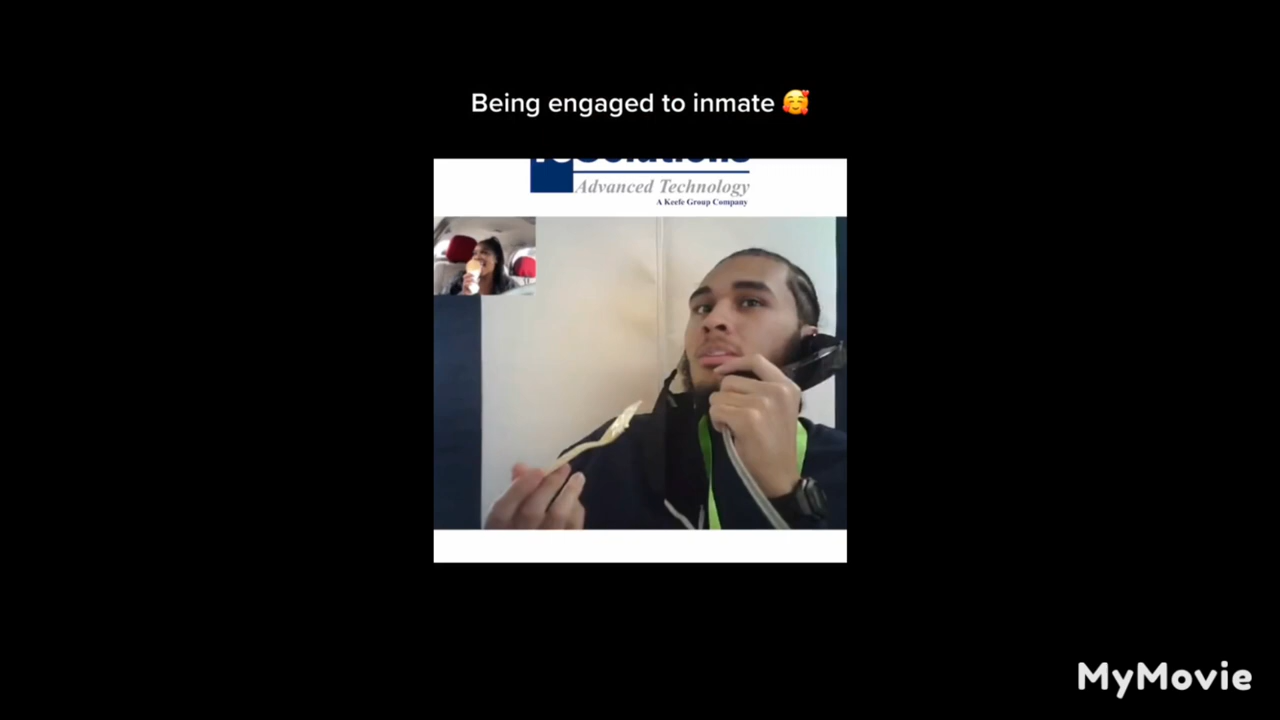 Being engaged to inmate 🥰
Advanced Technology
A Keefe Group Company
MyMovie